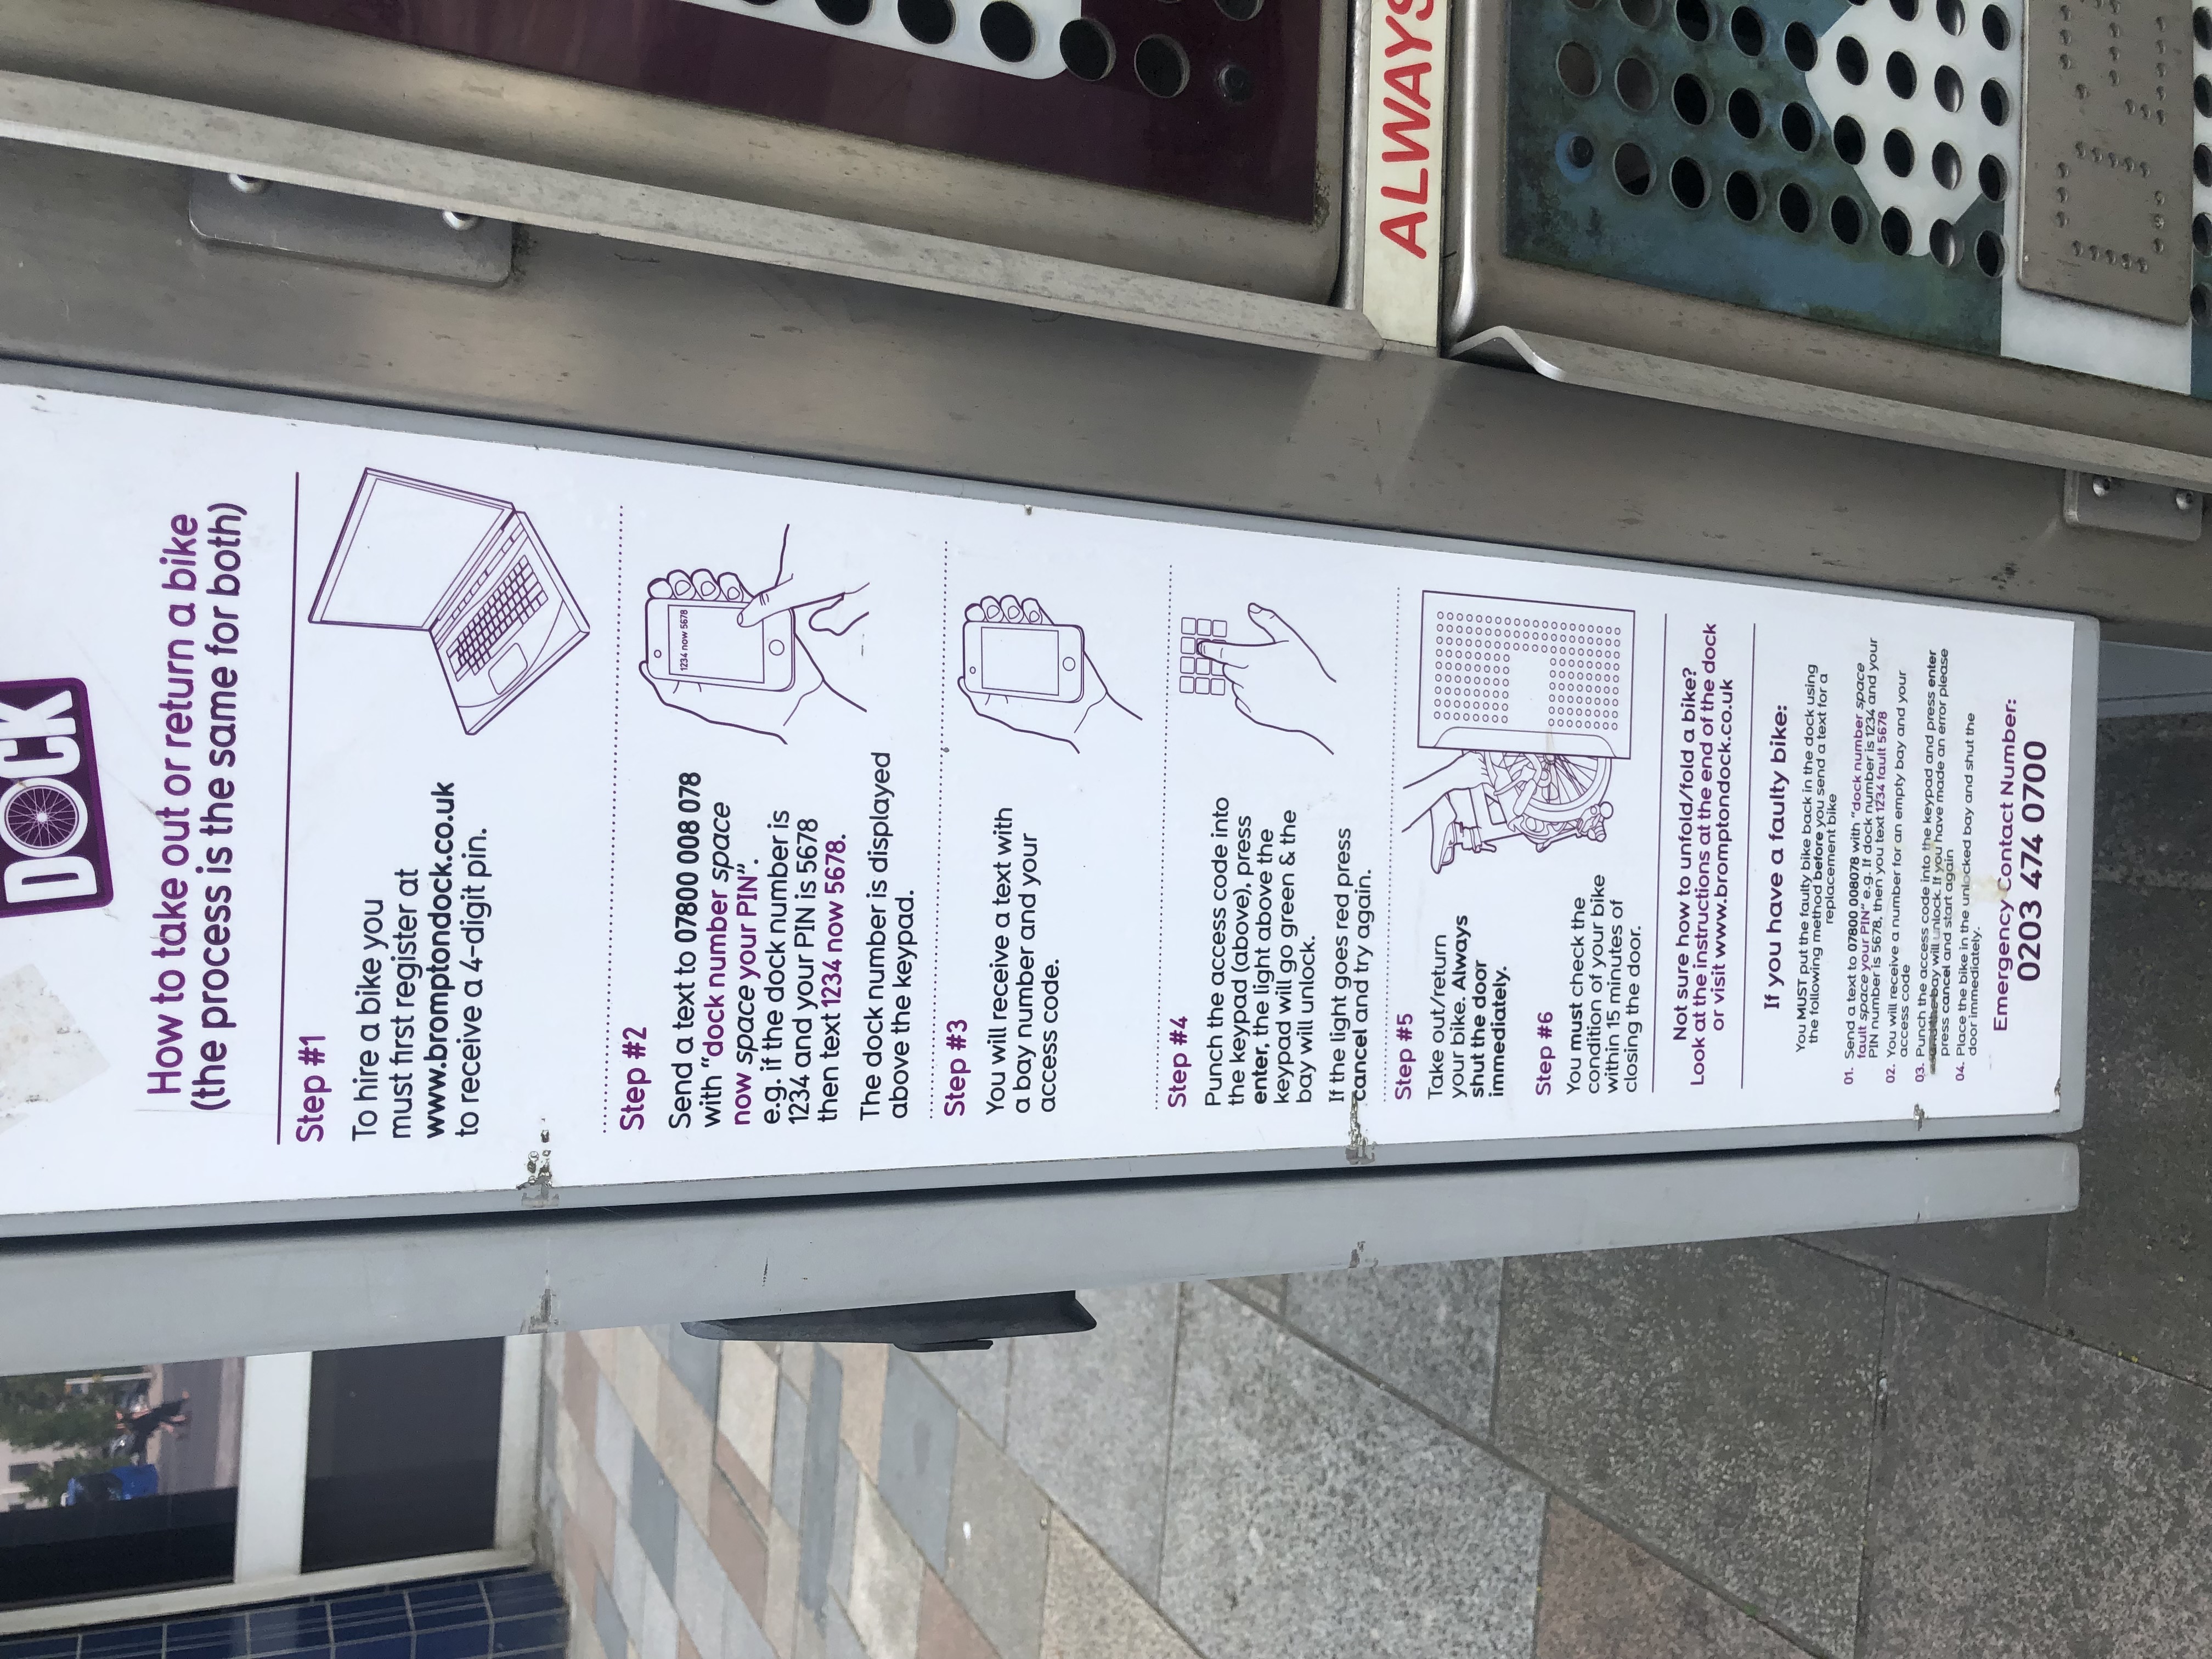 DOCK
How to take out or return a bike
(the process is the same for both)
Step #1
To hire a bike you
must first register at
www.bromptondock.co.uk
to receive a 4-digit pin.
Step #2
Send a text to 07800 008 078
with “dock number space
now space your PIN”.
e.g. if the dock number is
1234 and your PIN is 5678
then text 1234 now 5678.
The dock number is displayed
above the keypad.
1234 now 5678
Step #3
You will receive a text with
a bay number and your
access code.
Step #4
Punch the access code into
the keypad (above), press
enter, the light above the
keypad will go green & the
bay will unlock.
If the light goes red press
cancel and try again.
Step #5
Take out/return
your bike. Always
shut the door
immediately.
Step #6
You must check the
condition of your bike
within 15 minutes of
closing the door.
Not sure how to unfold/fold a bike?
Look at the instructions at the end of the dock
or visit www.bromptondock.co.uk
If you have a faulty bike:
You MUST put the faulty bike back in the dock using
the following method before you send a text for a
replacement bike
01. Send a text to 07800 008078 with “dock number space
fault space your PIN” e.g. If dock number is 1234 and your
PIN number is 5678, then you text 1234 fault 5678
02. You will receive a number for an empty bay and your
access code
03. Punch the access code into the keypad and press enter
and the bay will unlock. If you have made an error please
press cancel and start again
04. Place the bike in the unlocked bay and shut the
door immediately.
Emergency Contact Number:
0203 474 0700
ALWAYS